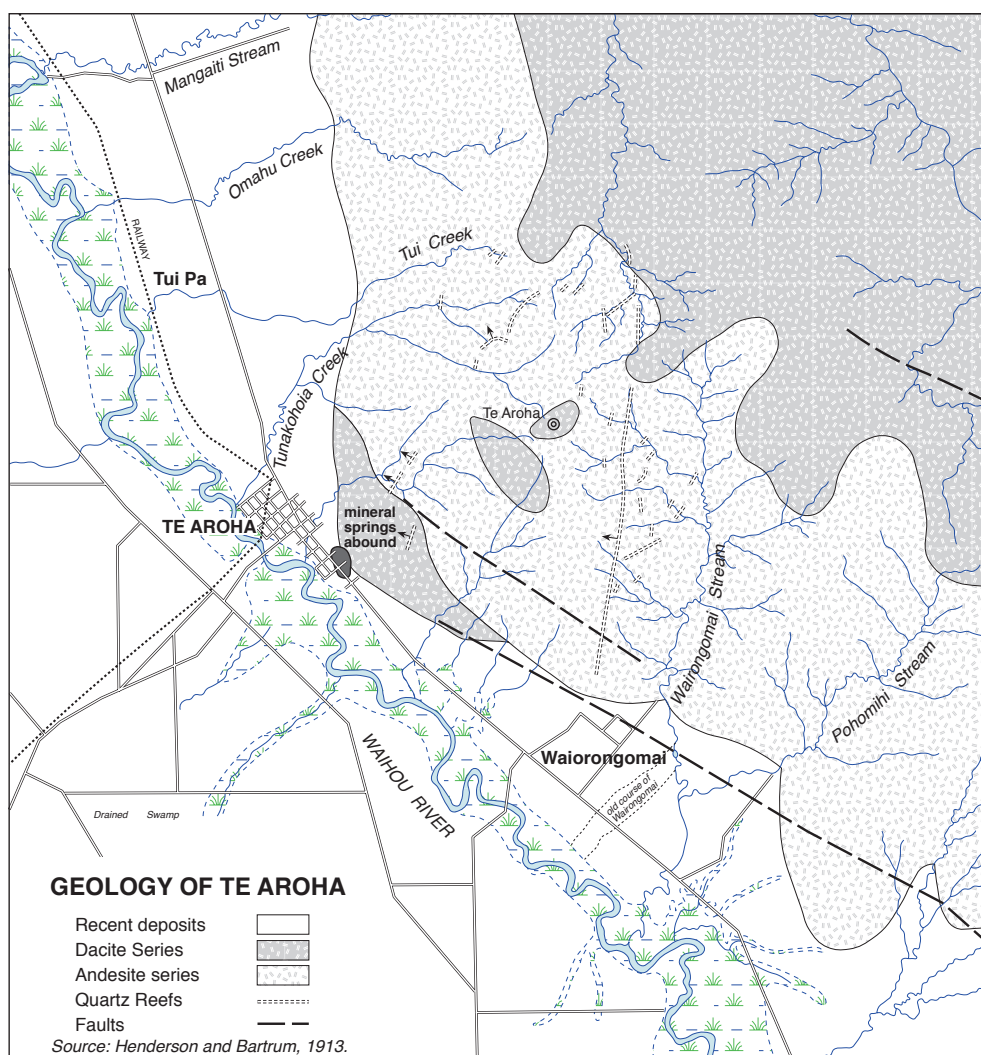 Mangaiti Stream
Omahu Creek
RAILWAY
Tui Pa
Tui Creek
Tunakohoia Creek
Te Aroha
TE AROHA
mineral
springs
abound
Wairongomai Stream
Pohomihi Stream
WAIHOU RIVER
Waiorongomai
old course of
Wairongomai
Drained Swamp
GEOLOGY OF TE AROHA
Recent deposits
Dacite Series
Andesite series
Quartz Reefs
Faults
Source: Henderson and Bartrum, 1913.